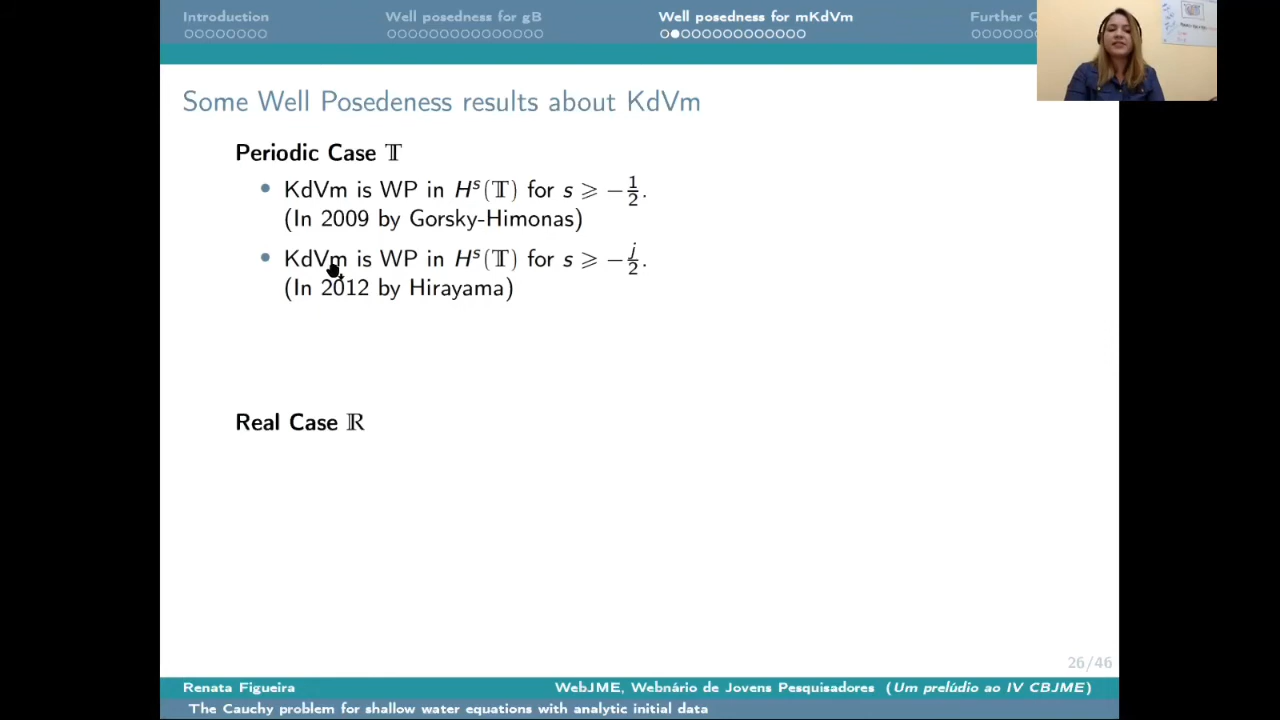 Introduction
Well posedness for gB
Well posedness for mKdVm
Further Q
Some Well Posedeness results about KdVm
Periodic Case 𝕋
• KdVm is WP in Hˢ(𝕋) for s ⩾ −1/2.
(In 2009 by Gorsky-Himonas)
• KdVm is WP in Hˢ(𝕋) for s ⩾ −j/2.
(In 2012 by Hirayama)
Real Case ℝ
26/46
Renata Figueira
WebJME, Webnário de Jovens Pesquisadores (Um prelúdio ao IV CBJME)
The Cauchy problem for shallow water equations with analytic initial data